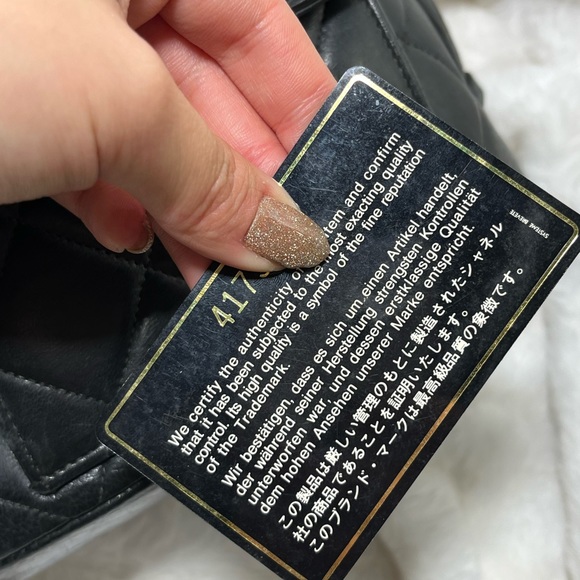 417
We certify the authenticity of tem and confirm
that it has been subjected to the ost exacting quality
control. Its high quality is a symbol of the fine reputation
of the Trademark.
Wir bestätigen, dass es sich um einen Artikel handelt,
der während seiner Herstellung strengsten Kontrollen
unterworfen war, und dessen erstklassige Qualität
dem hohen Ansehen unserer Marke entspricht.
この製品は厳しい管理のもとに製造されたシャネル
社の商品であることを証明いたします。
このブランド・マークは最高級品質の象徴です。
SYSTEME BREVETE